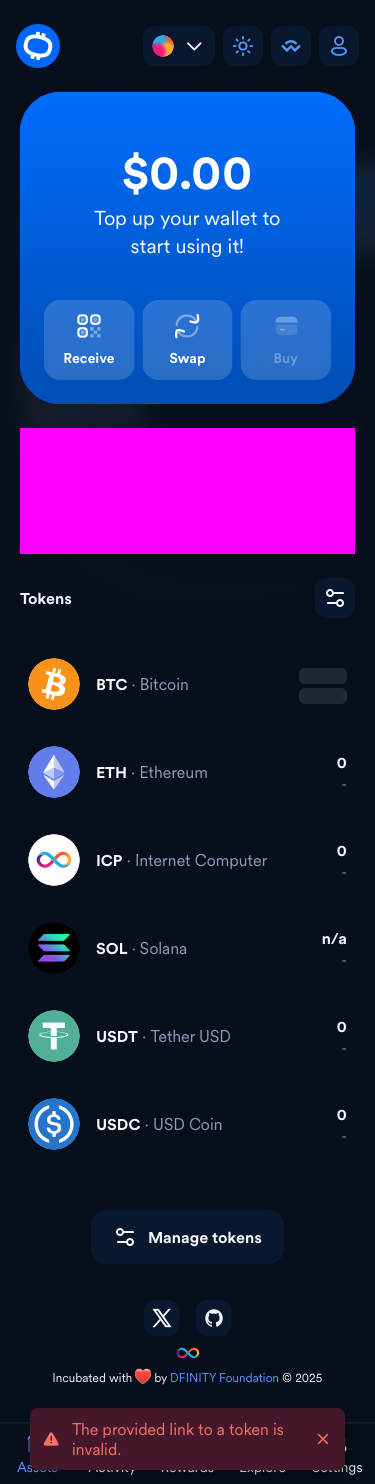 $0.00
Top up your wallet to
start using it!
Receive Swap Buy
Tokens
BTC · Bitcoin
ETH · Ethereum 0
-
ICP · Internet Computer 0
-
SOL · Solana n/a
-
USDT · Tether USD 0
-
USDC · USD Coin 0
-
Manage tokens
Incubated with ❤️ by DFINITY Foundation © 2025
The provided link to a token is
invalid.
Assets Activity Rewards Explore Settings